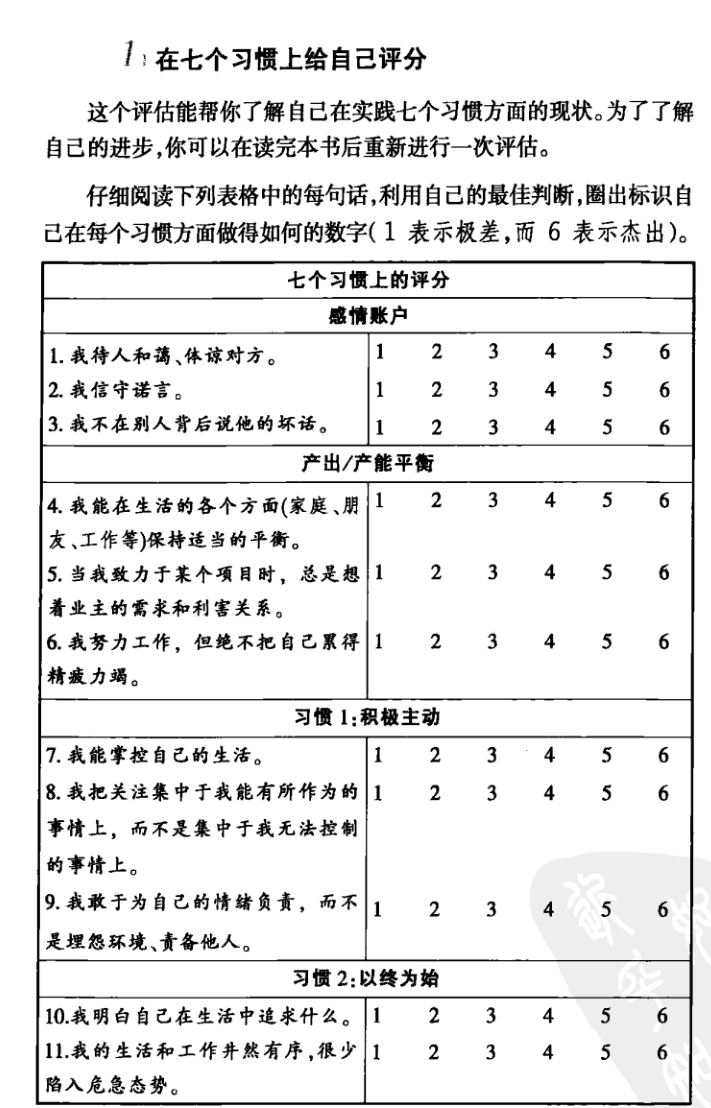 1 在七个习惯上给自己评分
这个评估能帮你了解自己在实践七个习惯方面的现状。为了了解
自己的进步,你可以在读完本书后重新进行一次评估。
仔细阅读下列表格中的每句话,利用自己的最佳判断,圈出标识自
己在每个习惯方面做得如何的数字(1 表示极差,而 6 表示杰出)。
七个习惯上的评分
感情账户
1. 我待人和蔼、体谅对方。 1 2 3 4 5 6
2. 我信守诺言。 1 2 3 4 5 6
3. 我不在别人背后说他的坏话。 1 2 3 4 5 6
产出/产能平衡
4. 我能在生活的各个方面(家庭、朋 1 2 3 4 5 6
友、工作等)保持适当的平衡。
5. 当我致力于某个项目时，总是想 1 2 3 4 5 6
着业主的需求和利害关系。
6. 我努力工作，但绝不把自己累得 1 2 3 4 5 6
精疲力竭。
习惯 1:积极主动
7. 我能掌控自己的生活。 1 2 3 4 5 6
8. 我把关注集中于我能有所作为的 1 2 3 4 5 6
事情上，而不是集中于我无法控制
的事情上。
9. 我敢于为自己的情绪负责，而不 1 2 3 4 5 6
是埋怨环境、责备他人。
习惯 2:以终为始
10.我明白自己在生活中追求什么。 1 2 3 4 5 6
11.我的生活和工作井然有序,很少 1 2 3 4 5 6
陷入危急态势。